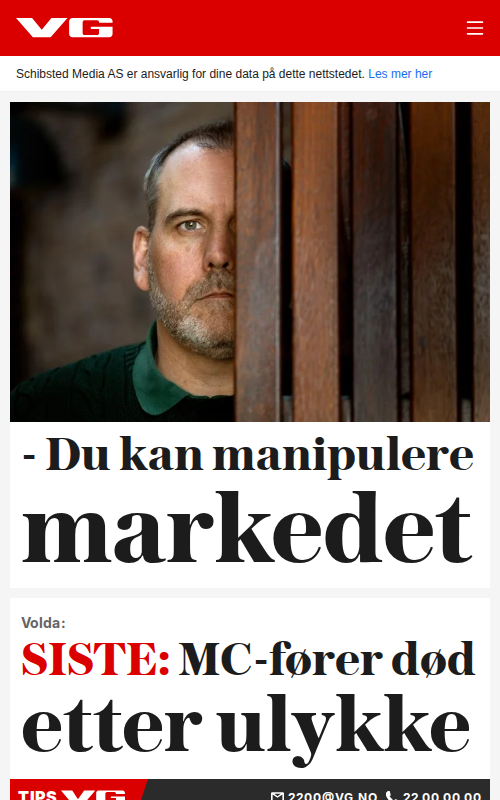 VG
Schibsted Media AS er ansvarlig for dine data på dette nettstedet. Les mer her
- Du kan manipulere
markedet
Volda:
SISTE: MC-fører død
etter ulykke
TIPS VG 2200@VG.NO 22 00 00 00